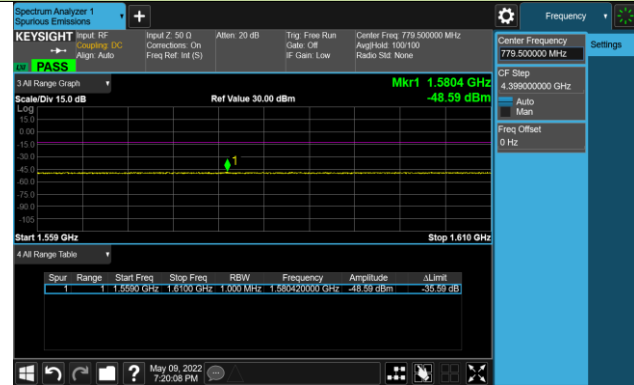 Spectrum Analyzer 1
Spurious Emissions
Frequency
KEYSIGHT
Input: RF
Coupling: DC
Align: Auto
Input Z: 50 Ω
Corrections: On
Freq Ref: Int (S)
Atten: 20 dB
Trig: Free Run
Gate: Off
IF Gain: Low
Center Freq: 779.500000 MHz
Avg|Hold: 100/100
Radio Std: None
PASS
Center Frequency
779.500000 MHz
Settings
CF Step
4.399000000 GHz
Auto
Man
Freq Offset
0 Hz
3 All Range Graph
Mkr1 1.5804 GHz
Scale/Div 15.0 dB
Ref Value 30.00 dBm
-48.59 dBm
Log
15.0
0.00
-15.0
-30.0
-45.0
-60.0
-75.0
-90.0
-105
1
Start 1.559 GHz
Stop 1.610 GHz
4 All Range Table
Spur Range Start Freq Stop Freq RBW Frequency Amplitude ΔLimit
1 1 1.5590 GHz 1.6100 GHz 1.000 MHz 1.580420000 GHz -48.59 dBm -35.59 dB
?
May 09, 2022
7:20:08 PM